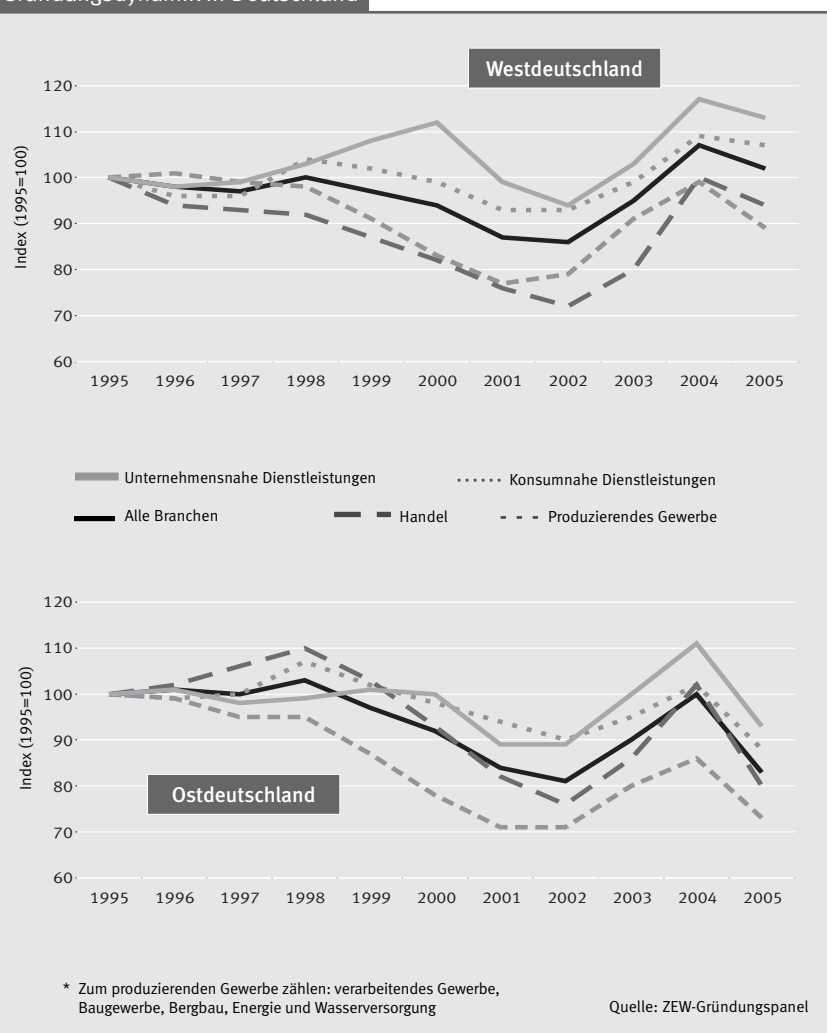 Gründungsdynamik in Deutschland
Westdeutschland
120
110
100
90
80
70
60
Index (1995=100)
1995 1996 1997 1998 1999 2000 2001 2002 2003 2004 2005
Unternehmensnahe Dienstleistungen
Konsumnahe Dienstleistungen
Alle Branchen
Handel
Produzierendes Gewerbe
120
110
100
90
80
70
60
Index (1995=100)
Ostdeutschland
1995 1996 1997 1998 1999 2000 2001 2002 2003 2004 2005
* Zum produzierenden Gewerbe zählen: verarbeitendes Gewerbe,
Baugewerbe, Bergbau, Energie und Wasserversorgung
Quelle: ZEW-Gründungspanel